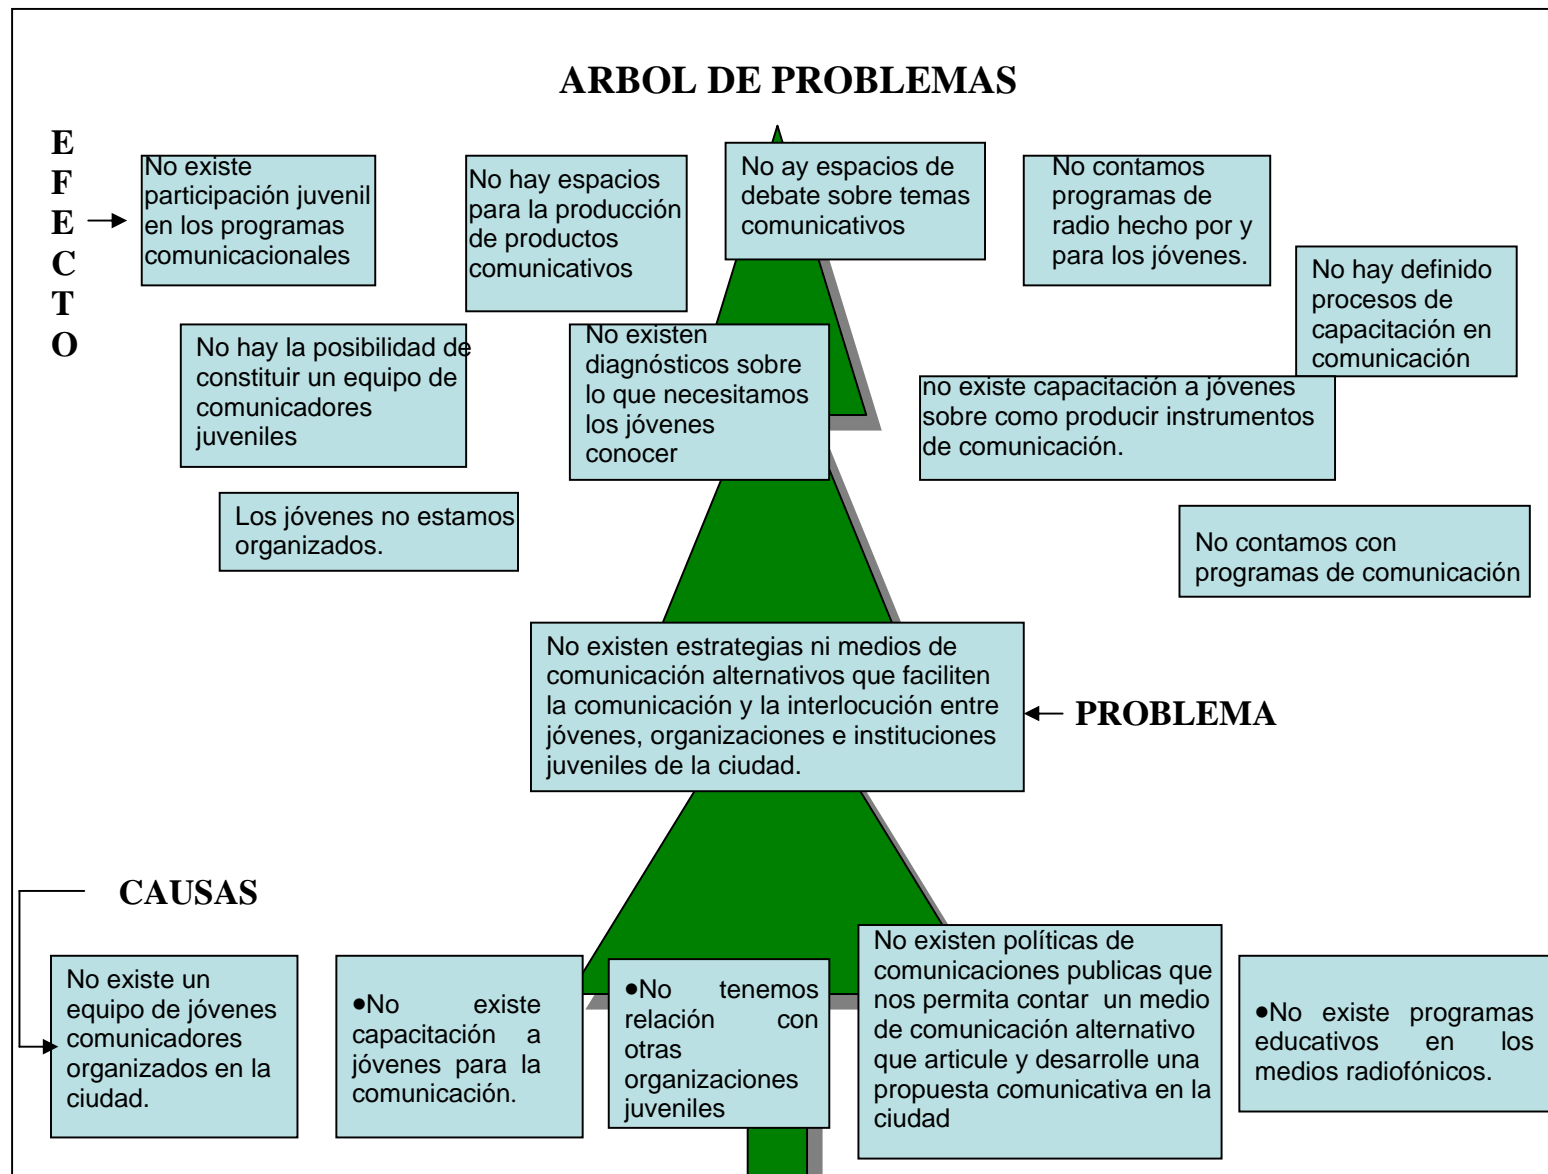 ARBOL DE PROBLEMAS
E
F
E
C
T
O
No existe
participación juvenil
en los programas
comunicacionales
No hay espacios
para la producción
de productos
comunicativos
No ay espacios de
debate sobre temas
comunicativos
No contamos
programas de
radio hecho por y
para los jóvenes.
No hay definido
procesos de
capacitación en
comunicación
No hay la posibilidad de
constituir un equipo de
comunicadores
juveniles
No existen
diagnósticos sobre
lo que necesitamos
los jóvenes
conocer
no existe capacitación a jóvenes
sobre como producir instrumentos
de comunicación.
Los jóvenes no estamos
organizados.
No contamos con
programas de comunicación
No existen estrategias ni medios de
comunicación alternativos que faciliten
la comunicación y la interlocución entre
jóvenes, organizaciones e instituciones
juveniles de la ciudad.
PROBLEMA
CAUSAS
No existe un
equipo de jóvenes
comunicadores
organizados en la
ciudad.
•No existe
capacitación a
jóvenes para la
comunicación.
•No tenemos
relación con
otras
organizaciones
juveniles
No existen políticas de
comunicaciones publicas que
nos permita contar un medio
de comunicación alternativo
que articule y desarrolle una
propuesta comunicativa en la
ciudad
•No existe programas
educativos en los
medios radiofónicos.